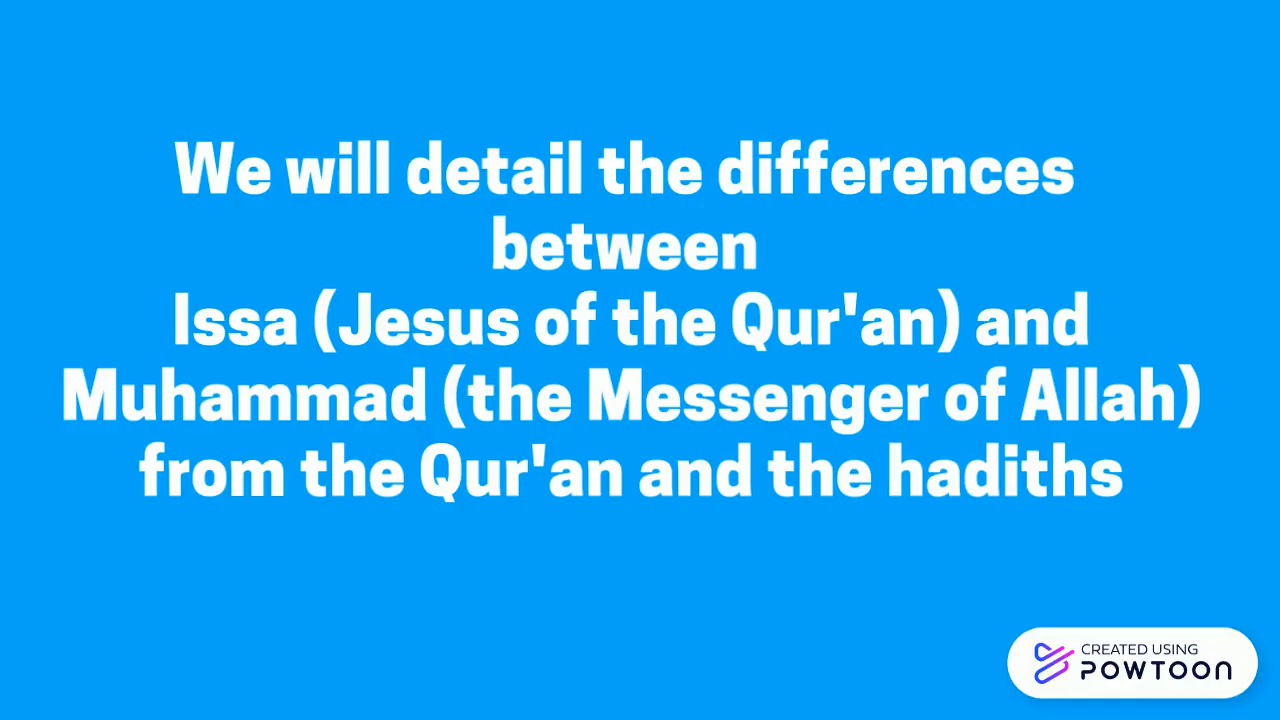 We will detail the differences
between
Issa (Jesus of the Qur'an) and
Muhammad (the Messenger of Allah)
from the Qur'an and the hadiths
CREATED USING
POWTOON